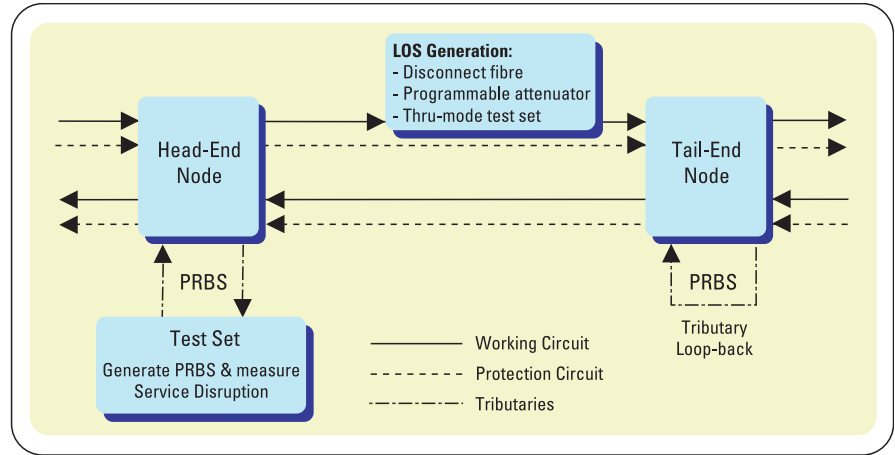 LOS Generation:
- Disconnect fibre
- Programmable attenuator
- Thru-mode test set
Head-End
Node
Tail-End
Node
PRBS
PRBS
Tributary
Loop-back
Test Set
Generate PRBS & measure
Service Disruption
Working Circuit
Protection Circuit
Tributaries